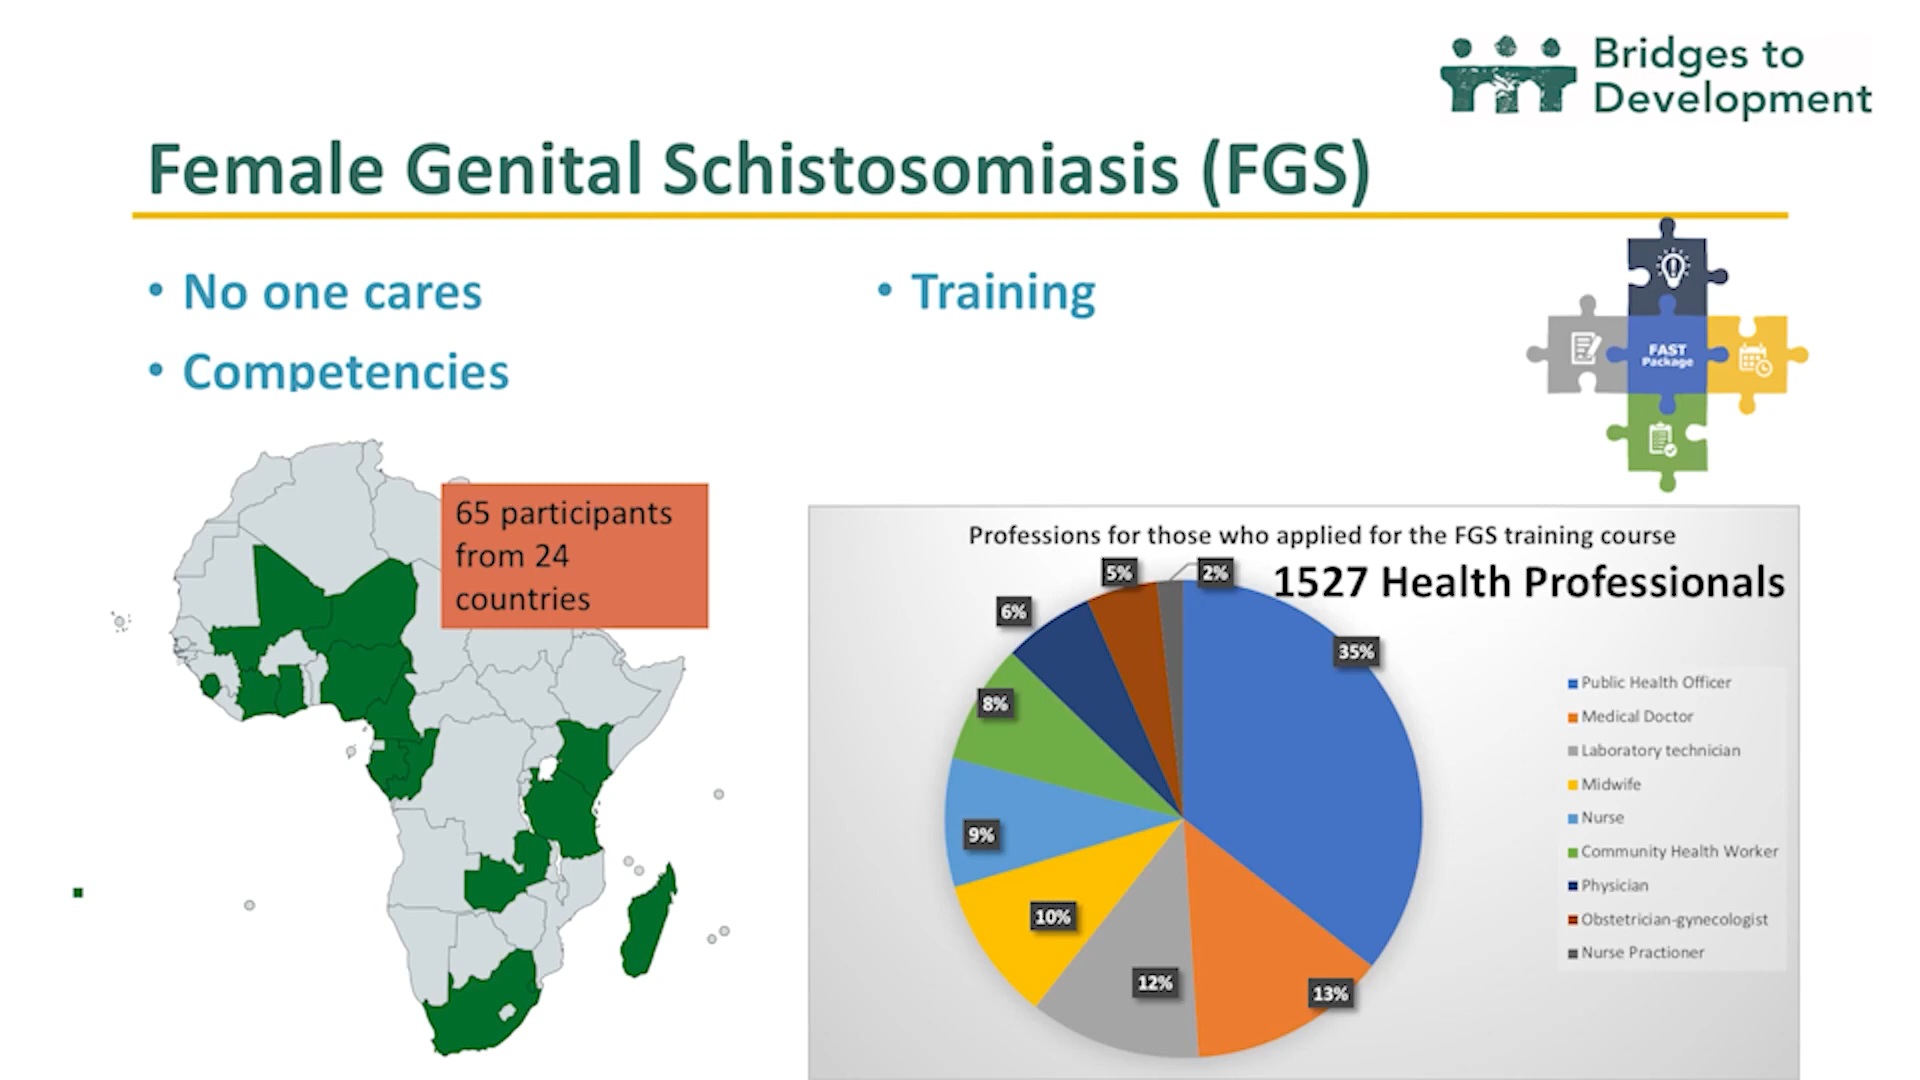 Bridges to
Development
Female Genital Schistosomiasis (FGS)
• No one cares
• Competencies
• Training
FAST
Package
65 participants
from 24
countries
Professions for those who applied for the FGS training course
1527 Health Professionals
5%
2%
6%
35%
8%
9%
10%
12%
13%
Public Health Officer
Medical Doctor
Laboratory technician
Midwife
Nurse
Community Health Worker
Physician
Obstetrician-gynecologist
Nurse Practioner